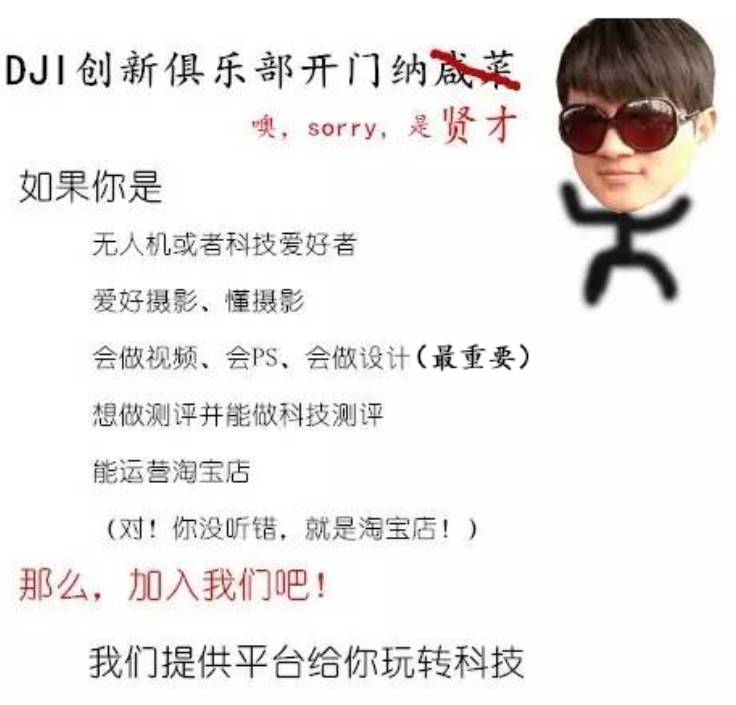 DJI创新俱乐部开门纳咸菜
噢，sorry，是贤才
如果你是
无人机或者科技爱好者
爱好摄影、懂摄影
会做视频、会PS、会做设计(最重要)
想做测评并能做科技测评
能运营淘宝店
（对！你没听错，就是淘宝店！）
那么，加入我们吧！
我们提供平台给你玩转科技